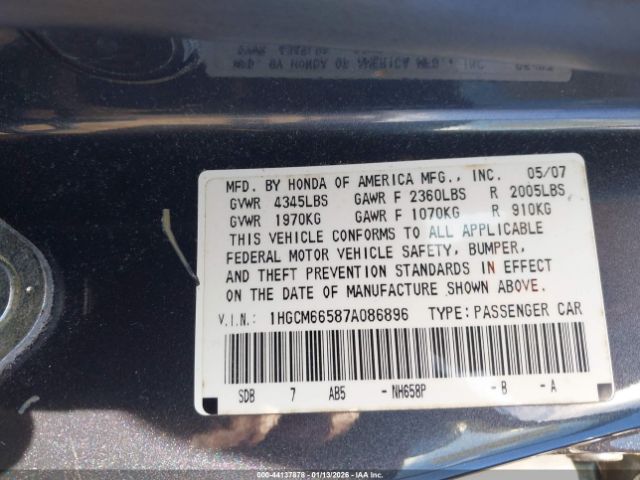 MFD. BY HONDA OF AMERICA MFG., INC. 05/07
GVWR 4345LBS GAWR F 2360LBS R 2005LBS
GVWR 1970KG GAWR F 1070KG R 910KG
THIS VEHICLE CONFORMS TO ALL APPLICABLE
FEDERAL MOTOR VEHICLE SAFETY, BUMPER,
AND THEFT PREVENTION STANDARDS IN EFFECT
ON THE DATE OF MANUFACTURE SHOWN ABOVE.
V.I.N.: 1HGCM66587A086896 TYPE: PASSENGER CAR
SDB 7 AB5 -NH658P -B -A
000-44137878 - 01/13/2026 - COPYRIGHT © 2026 IAA